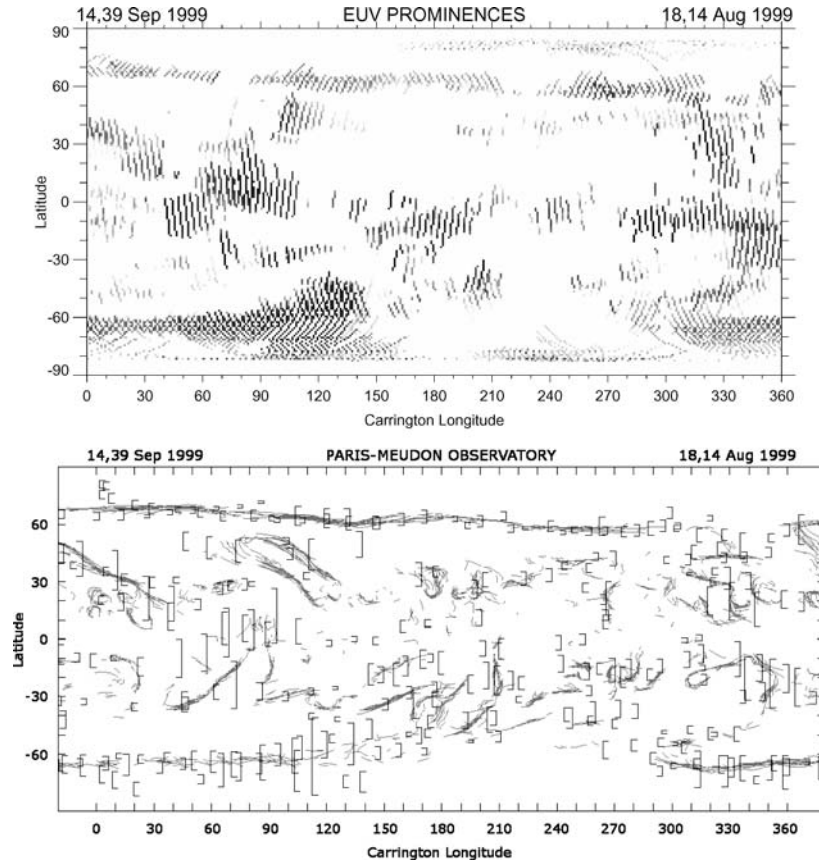 14,39 Sep 1999 EUV PROMINENCES 18,14 Aug 1999
90
60
30
0
-30
-60
-90
Latitude
0 30 60 90 120 150 180 210 240 270 300 330 360
Carrington Longitude
14,39 Sep 1999 PARIS-MEUDON OBSERVATORY 18,14 Aug 1999
60
30
0
-30
-60
Latitude
0 30 60 90 120 150 180 210 240 270 300 330 360
Carrington Longitude